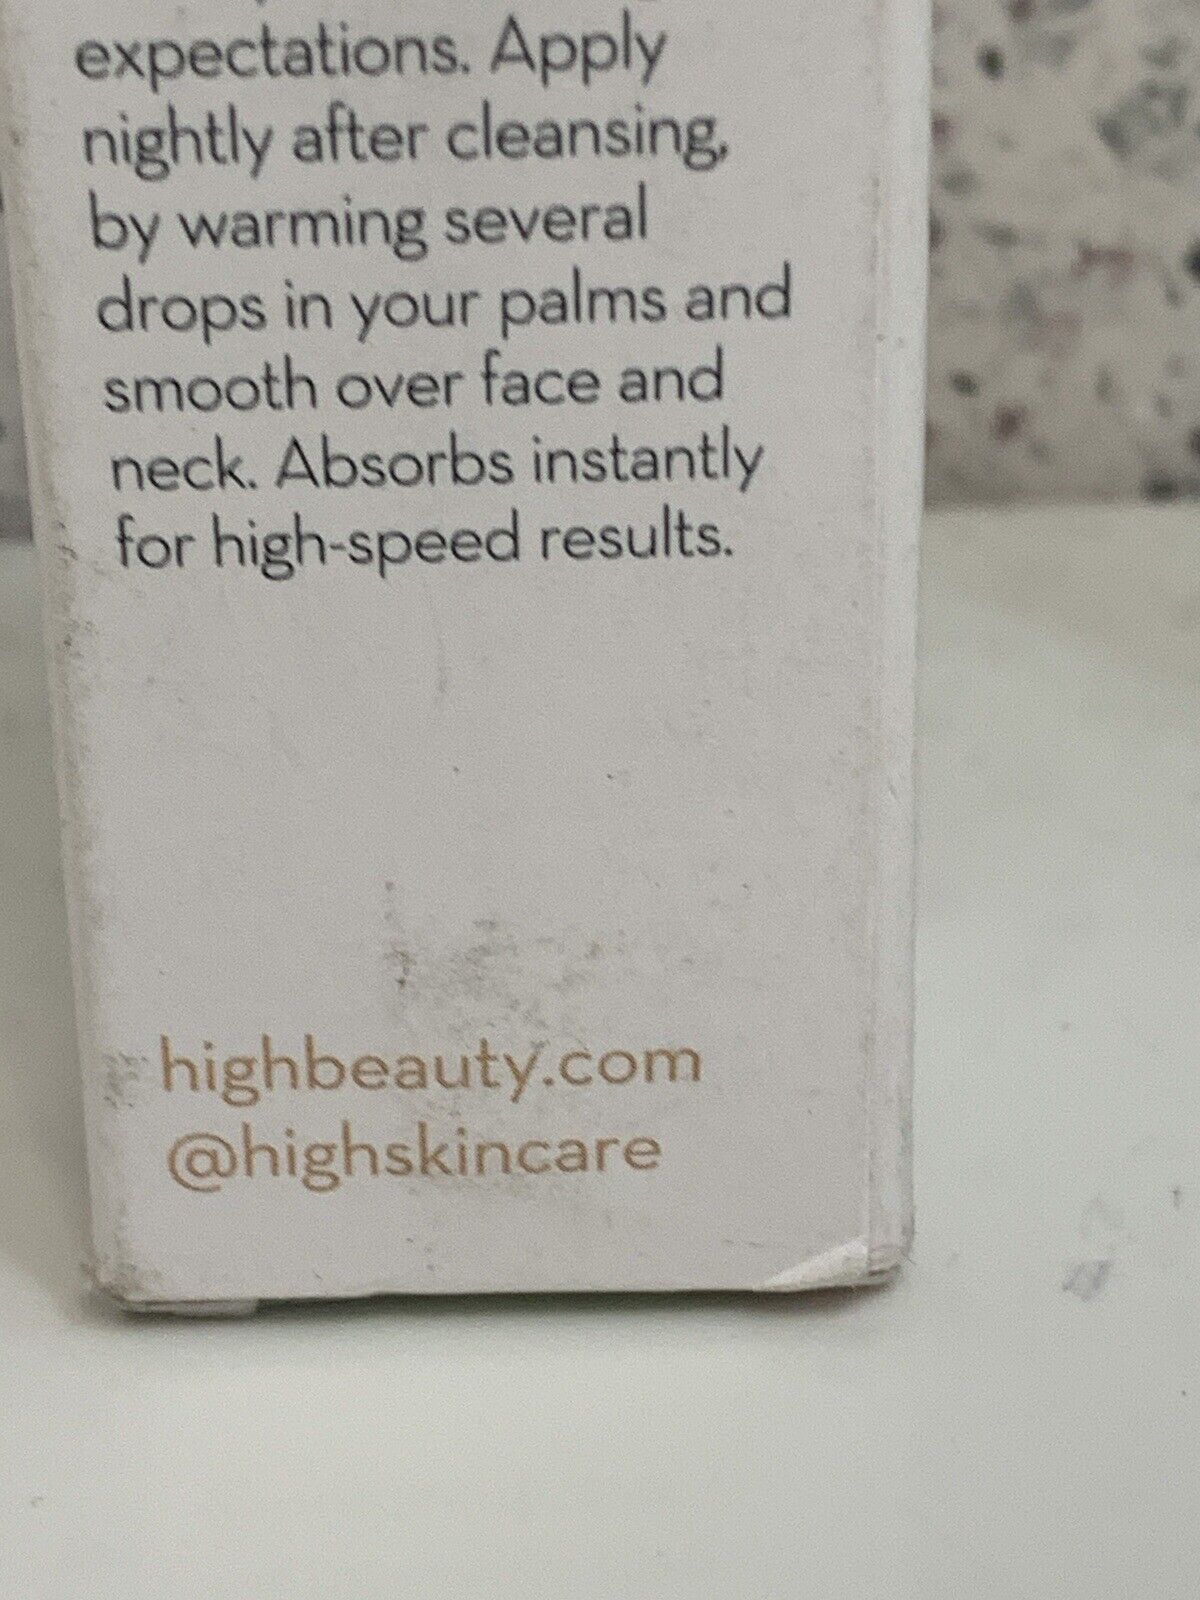 expectations. Apply
nightly after cleansing,
by warming several
drops in your palms and
smooth over face and
neck. Absorbs instantly
for high-speed results.
highbeauty.com
@highskincare